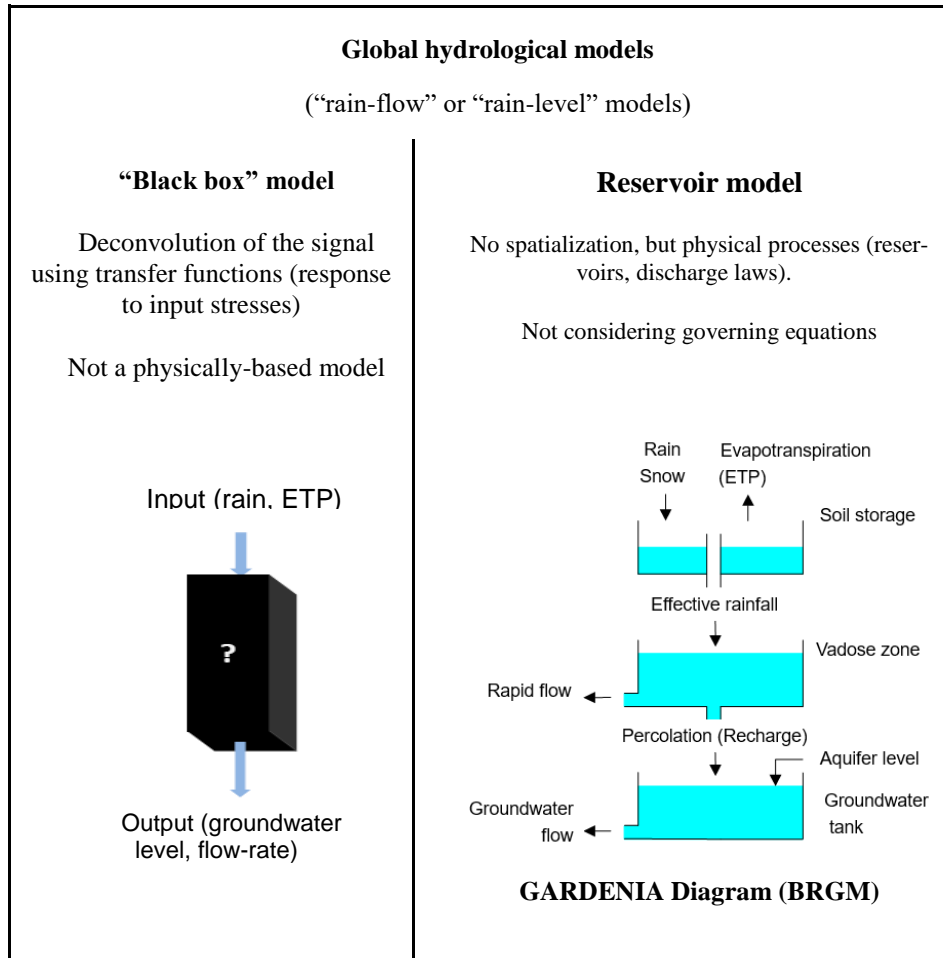 Global hydrological models
(“rain-flow” or “rain-level” models)
“Black box” model
Deconvolution of the signal
using transfer functions (response
to input stresses)
Not a physically-based model
Input (rain, ETP)
?
Output (groundwater
level, flow-rate)
Reservoir model
No spatialization, but physical processes (reser-
voirs, discharge laws).
Not considering governing equations
Rain
Snow
Evapotranspiration
(ETP)
Soil storage
Effective rainfall
Vadose zone
Rapid flow
Percolation (Recharge)
Aquifer level
Groundwater
flow
Groundwater
tank
GARDENIA Diagram (BRGM)